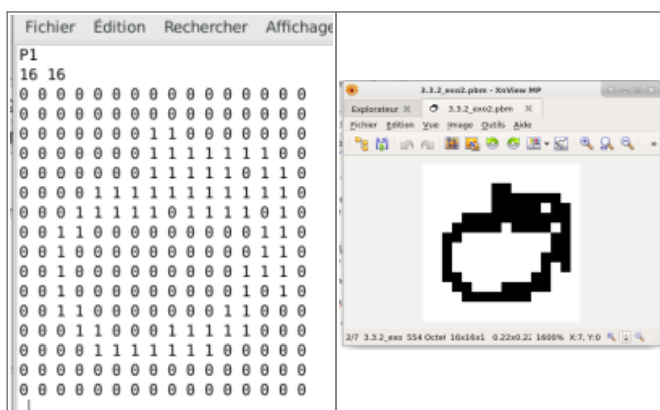 Fichier Édition Rechercher Affichage
P1
16 16
0 0 0 0 0 0 0 0 0 0 0 0 0 0 0 0
0 0 0 0 0 0 0 0 0 0 0 0 0 0 0 0
0 0 0 0 0 0 0 1 1 0 0 0 0 0 0 0
0 0 0 0 0 0 0 1 1 1 1 1 1 1 0 0
0 0 0 0 0 0 0 1 1 1 1 1 0 1 1 0
0 0 0 0 1 1 1 1 1 1 1 1 1 1 1 0
0 0 0 1 1 1 1 1 0 1 1 1 1 0 1 0
0 0 1 1 0 0 0 0 0 0 0 0 0 1 1 0
0 0 1 0 0 0 0 0 0 0 0 0 0 1 1 0
0 0 1 0 0 0 0 0 0 0 0 0 1 1 1 0
0 0 1 0 0 0 0 0 0 0 0 0 1 0 1 0
0 0 1 1 0 0 0 0 0 0 0 1 1 0 0 0
0 0 0 1 1 0 0 0 1 1 1 1 1 0 0 0
0 0 0 0 1 1 1 1 1 1 1 0 0 0 0 0
0 0 0 0 0 0 0 0 0 0 0 0 0 0 0 0
0 0 0 0 0 0 0 0 0 0 0 0 0 0 0 0
3.3.2_exo2.pbm - XnView MP
Explorateur 3.3.2_exo2.pbm
Fichier Edition Vue Image Outils Aide
2/7 3.3.2_exo 554 Octet 16x16x1 0.22x0.22 1600% X:7, Y:0